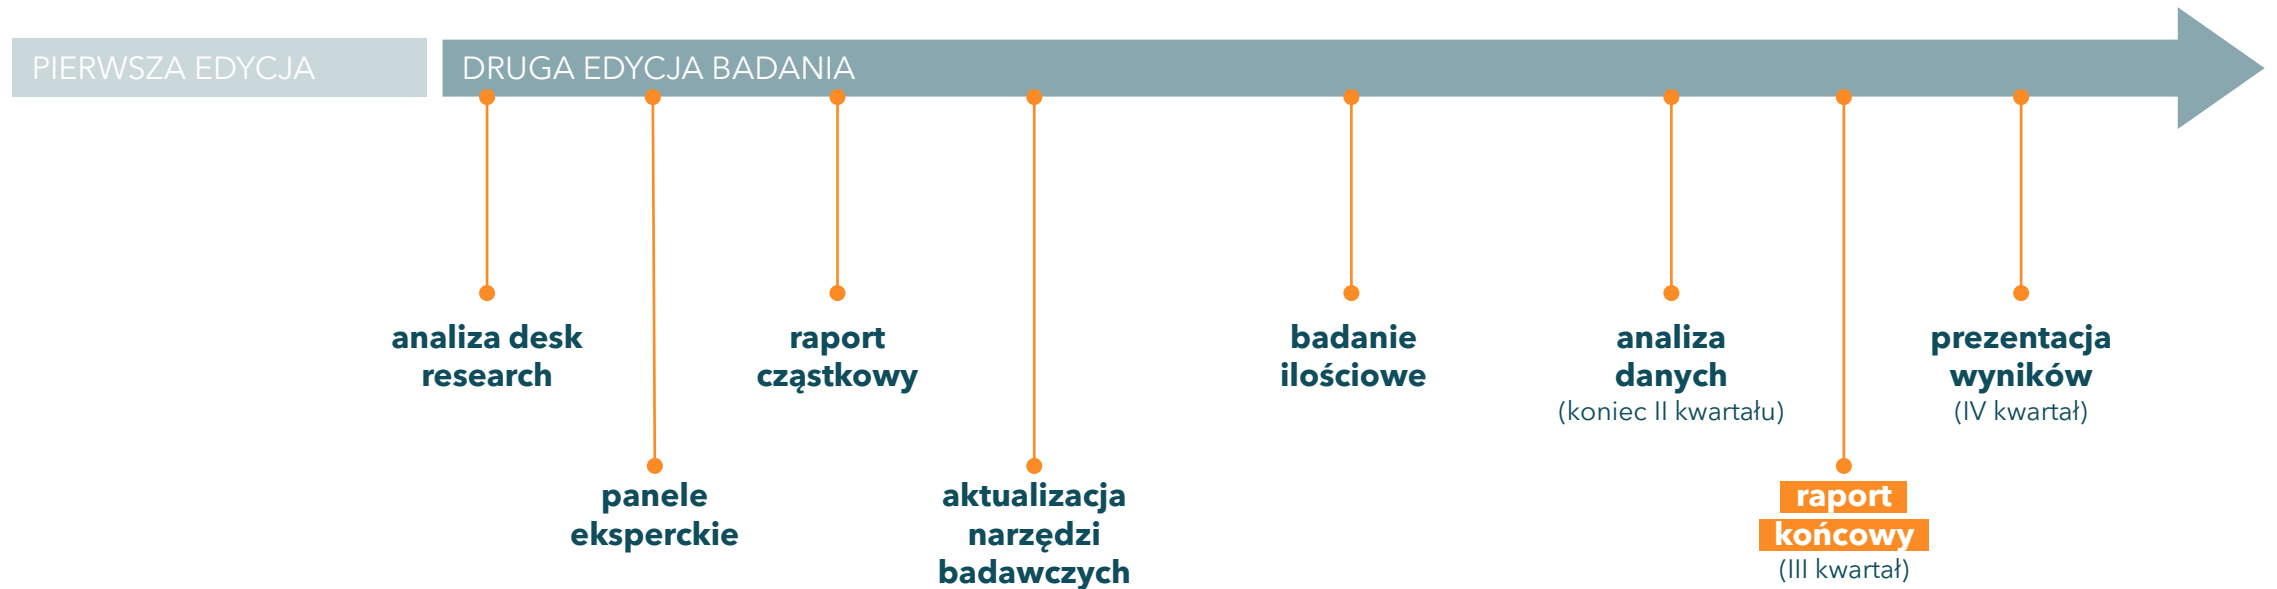 PIERWSZA EDYCJA
DRUGA EDYCJA BADANIA
analiza desk
research
panele
eksperckie
raport
cząstkowy
aktualizacja
narzędzi
badawczych
badanie
ilościowe
analiza
danych
(koniec II kwartału)
raport
końcowy
(III kwartał)
prezentacja
wyników
(IV kwartał)